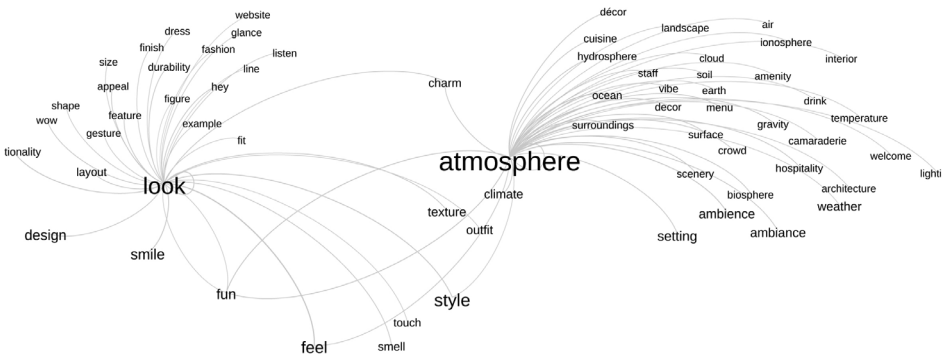 website
dress
glance
finish
fashion
listen
size
durability
line
appeal
hey
figure
shape
feature
example
wow
gesture
fit
tionality
layout
look
design
smile
fun
feel
touch
smell
style
charm
texture
outfit
climate
atmosphere
décor
landscape
air
cuisine
ionosphere
hydrosphere
cloud
interior
staff
soil
amenity
ocean
vibe
earth
drink
decor
menu
temperature
surroundings
gravity
surface
camaraderie
crowd
welcome
scenery
hospitality
lighti
biosphere
architecture
ambience
weather
setting
ambiance